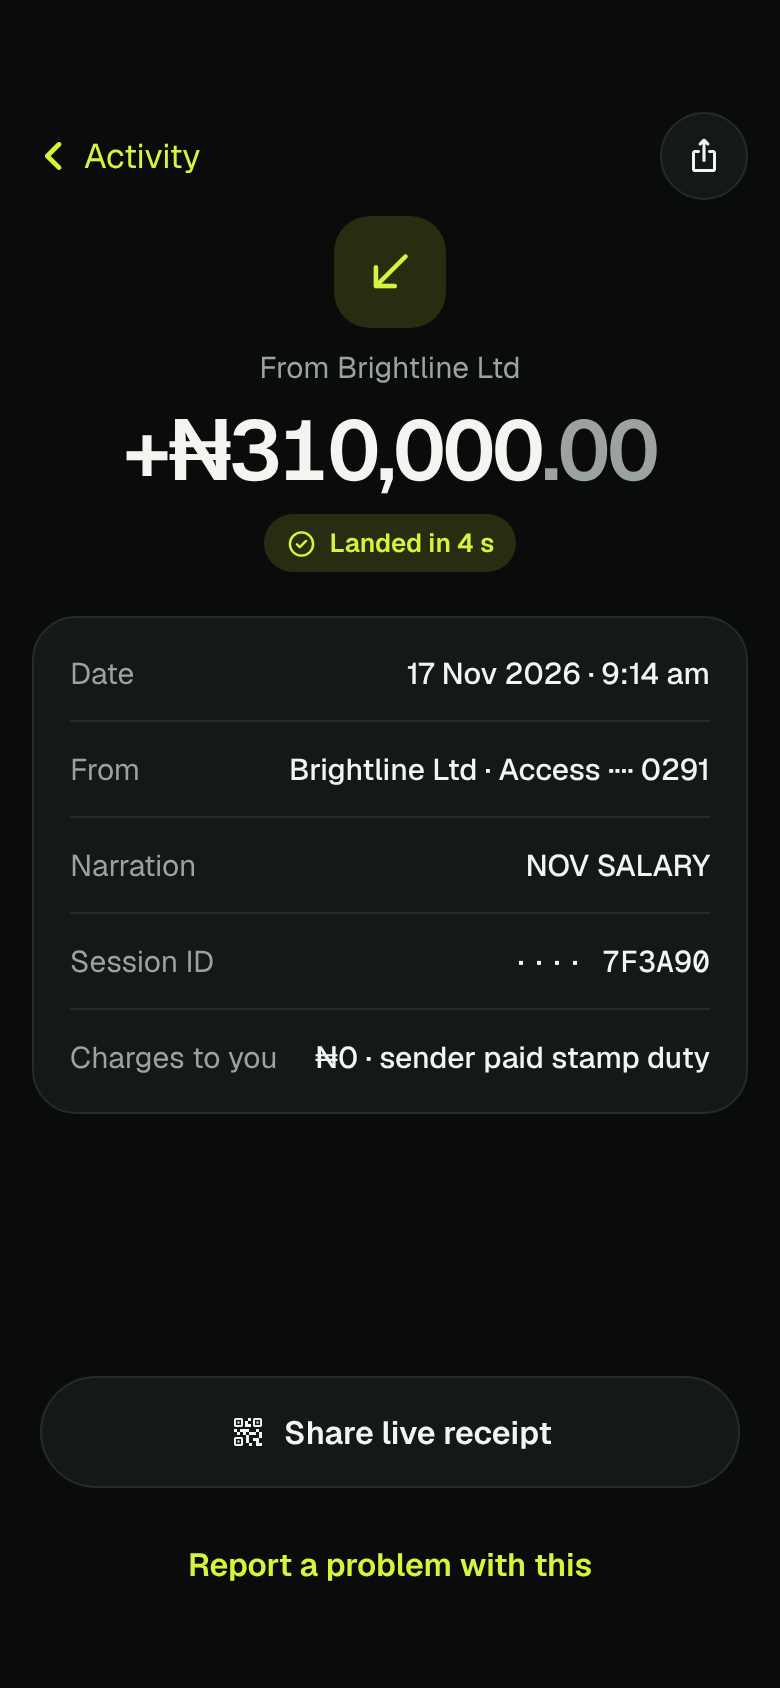 Activity
From Brightline Ltd
+₦310,000.00
Landed in 4 s
Date 17 Nov 2026 · 9:14 am
From Brightline Ltd · Access ···· 0291
Narration NOV SALARY
Session ID ···· 7F3A90
Charges to you ₦0 · sender paid stamp duty
Share live receipt
Report a problem with this